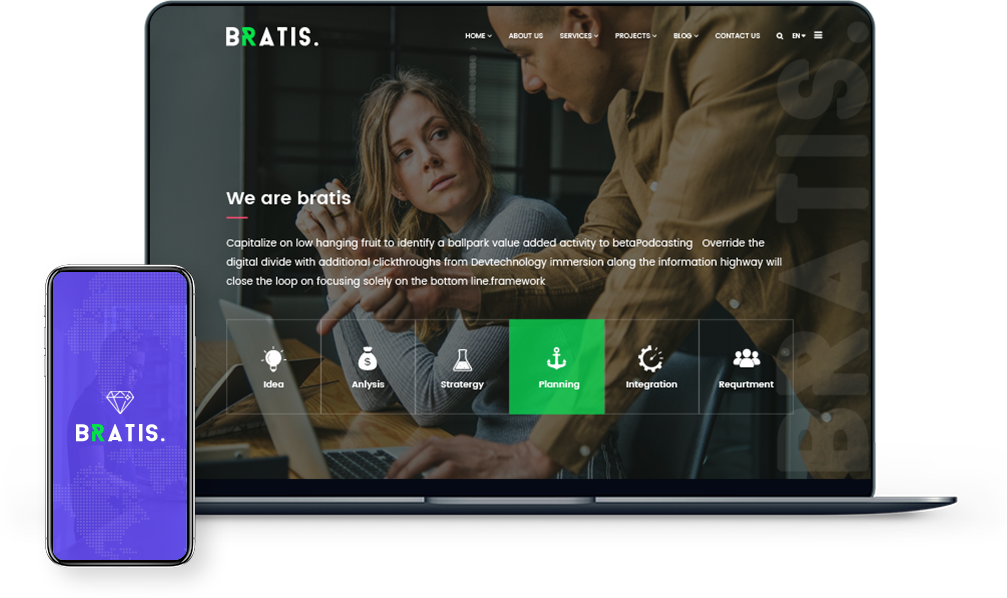 BRATIS.
HOME ABOUT US SERVICES PROJECTS BLOG CONTACT US EN
BRATIS.
We are bratis
Capitalize on low hanging fruit to identify a ballpark value added activity to betaPodcasting Override the
digital divide with additional clickthroughs from Devtechnology immersion along the information highway will
close the loop on focusing solely on the bottom line.framework
$
Idea Anlysis Stratergy Planning Integration Requrtment
BRATIS.